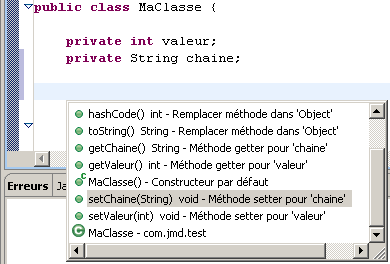 public class MaClasse {
private int valeur;
private String chaine;
hashCode() int - Remplacer méthode dans 'Object'
toString() String - Remplacer méthode dans 'Object'
getChaine() String - Méthode getter pour 'chaine'
getValeur() int - Méthode getter pour 'valeur'
MaClasse() - Constructeur par défaut
setChaine(String) void - Méthode setter pour 'chaine'
setValeur(int) void - Méthode setter pour 'valeur'
MaClasse - com.jmd.test
Erreurs Ja